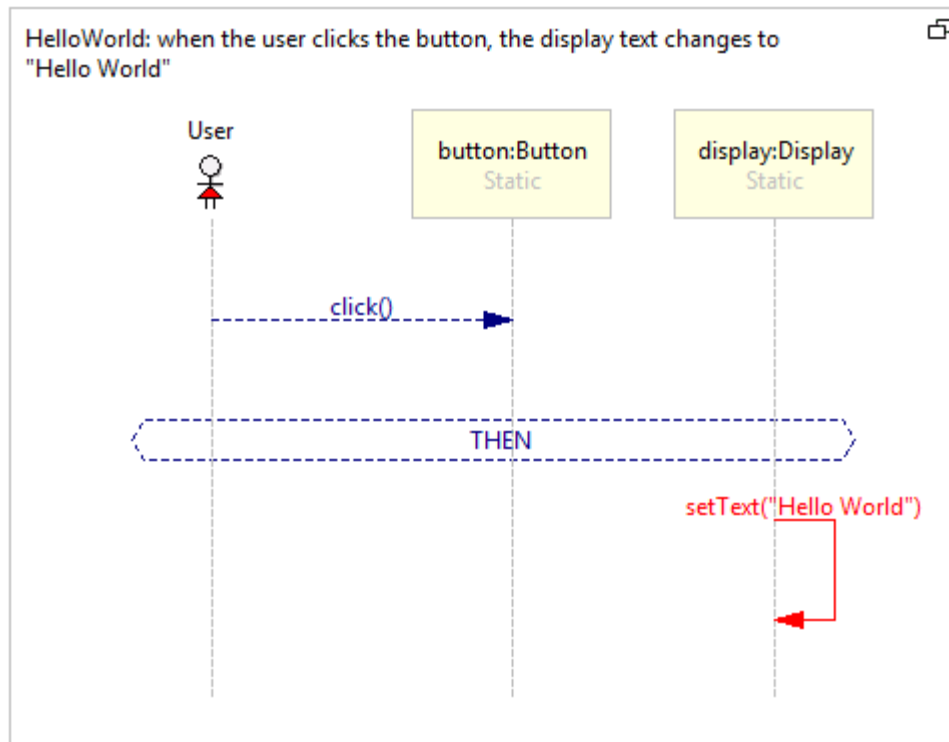 HelloWorld: when the user clicks the button, the display text changes to
"Hello World"
User
button:Button
Static
display:Display
Static
click()
THEN
setText("Hello World")